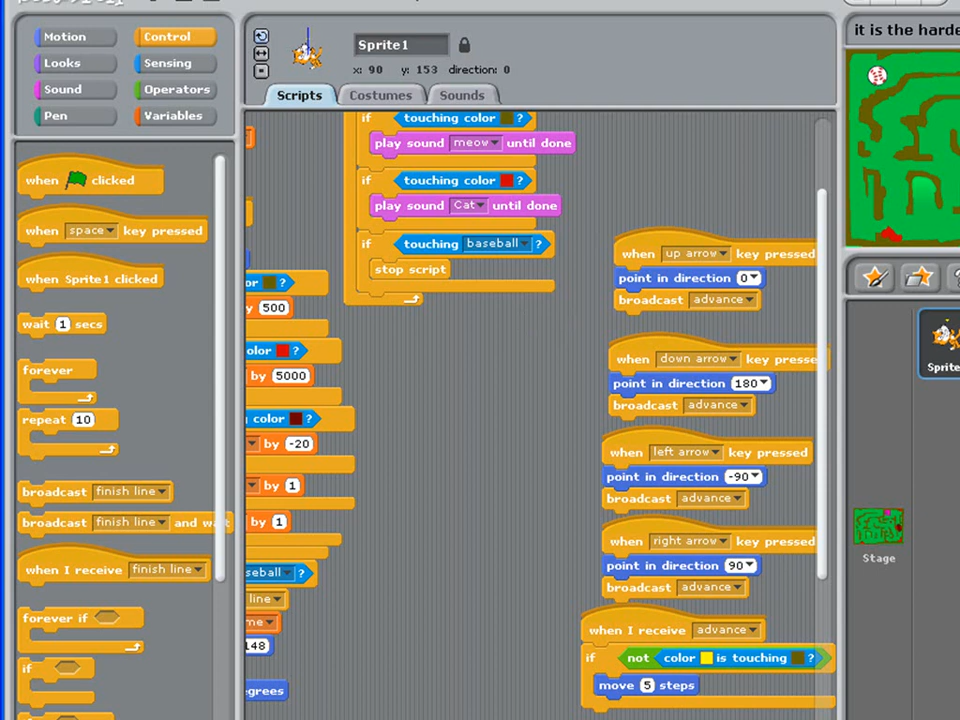 it is the harde
Motion
Control
Looks
Sensing
Sound
Operators
Pen
Variables
Sprite1
x: 90 y: 153 direction: 0
Scripts
Costumes
Sounds
when clicked
when space key pressed
when Sprite1 clicked
wait 1 secs
forever
repeat 10
broadcast finish line
broadcast finish line and wait
when I receive finish line
forever if
if
if touching color ?
play sound meow until done
if touching color ?
play sound Cat until done
if touching baseball ?
stop script
or ?
by 500
olor ?
by 5000
color ?
by -20
by 1
by 1
seball ?
line
me
148
egrees
when up arrow key pressed
point in direction 0
broadcast advance
when down arrow key presse
point in direction 180
broadcast advance
when left arrow key pressed
point in direction -90
broadcast advance
when right arrow key pressed
point in direction 90
broadcast advance
when I receive advance
if not color is touching ?
move 5 steps
Sprite
Stage